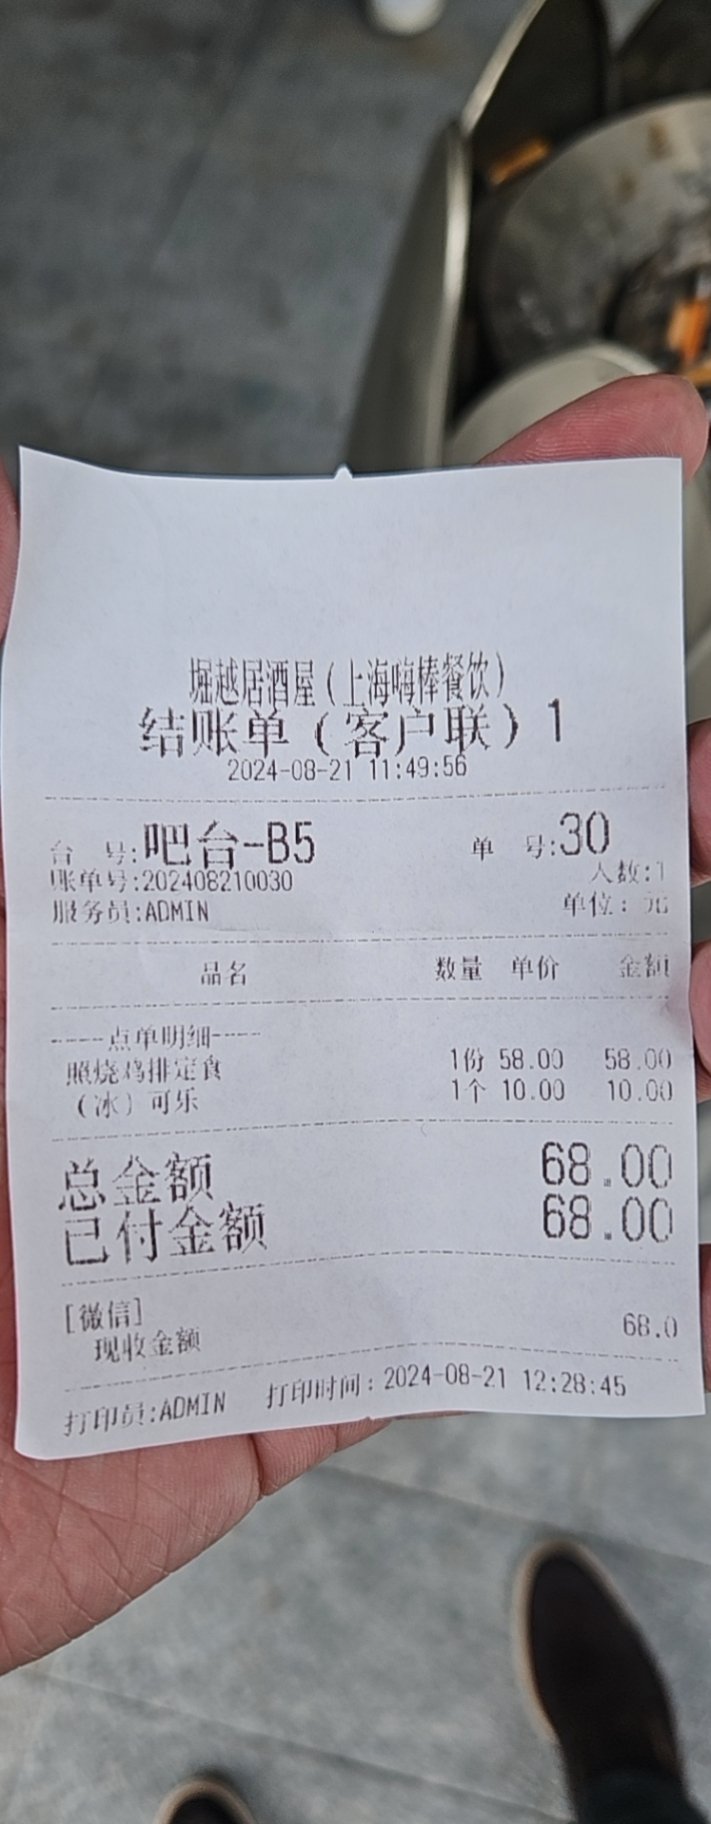 堀越居酒屋（上海嗨棒餐饮）
结账单（客户联）1
2024-08-21 11:49:56
台 号:吧台-B5 单 号:30
账单号:202408210030 人数:1
服务员:ADMIN 单位：元
品名 数量 单价 金额
----点单明细----
照烧鸡排定食 1份 58.00 58.00
（冰）可乐 1个 10.00 10.00
总金额 68.00
已付金额 68.00
[微信]
现收金额 68.0
打印员:ADMIN 打印时间：2024-08-21 12:28:45